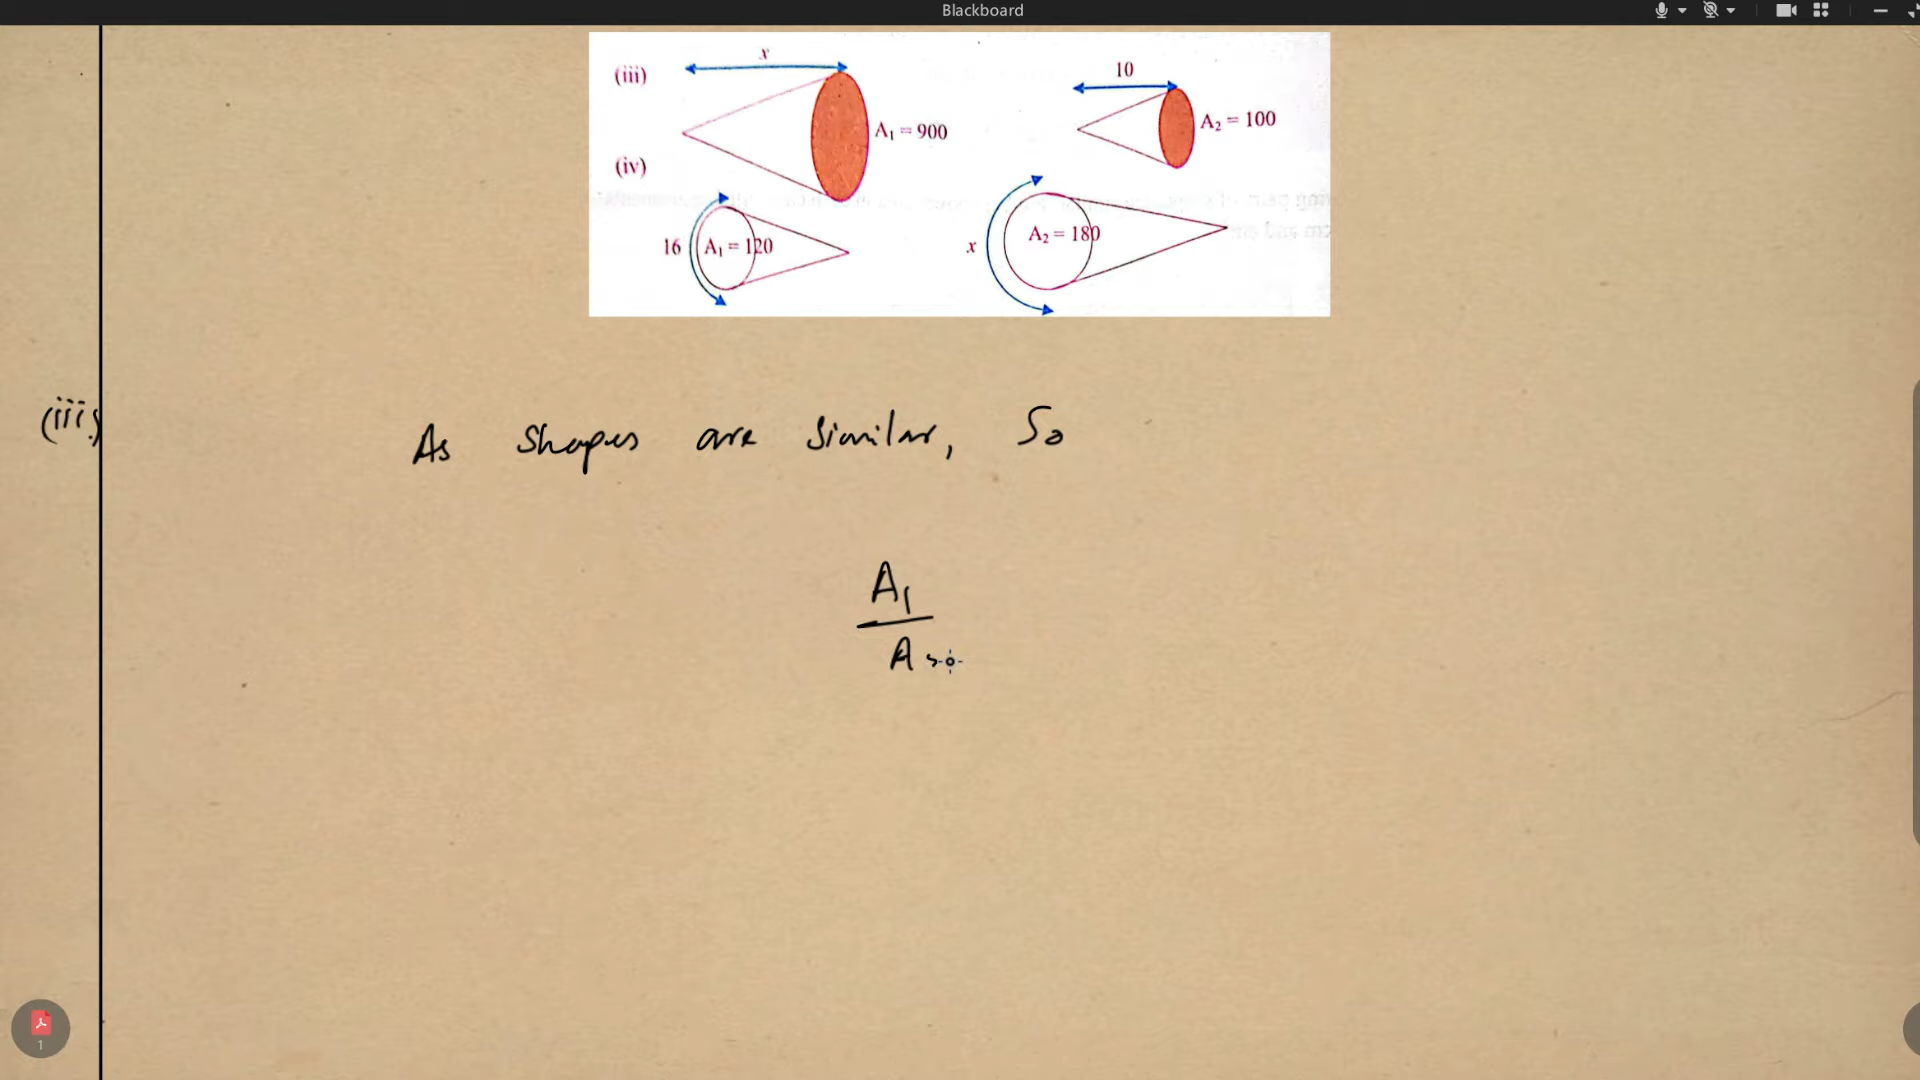 Blackboard
x
(iii)
A₁ = 900
10
A₂ = 100
(iv)
16
A₁ = 120
x
A₂ = 180
(iii)
As shapes are similar, So
A₁
A
1